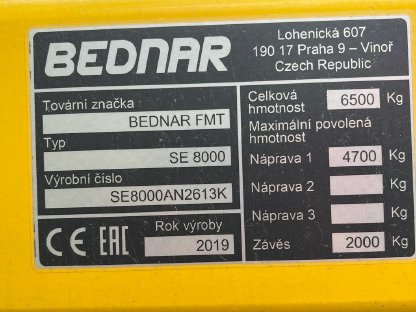 BEDNAR
Lohenická 607
190 17 Praha 9 – Vinoř
Czech Republic
Tovární značka
BEDNAR FMT
Typ
SE 8000
Výrobní číslo
SE8000AN2613K
CE EAC
Rok výroby
2019
Celková hmotnost 6500 Kg
Maximální povolená
hmotnost
Náprava 1 4700 Kg
Náprava 2 Kg
Náprava 3 Kg
Závěs 2000 Kg